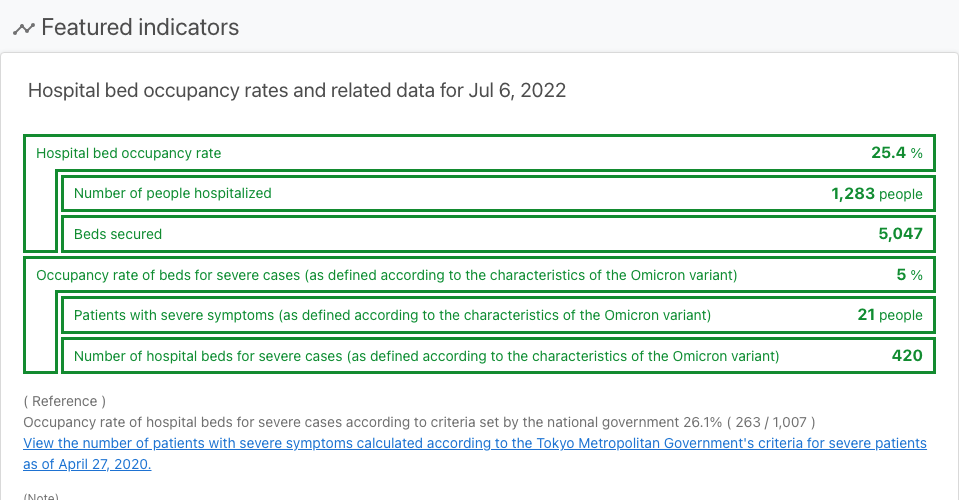 Featured indicators
Hospital bed occupancy rates and related data for Jul 6, 2022
Hospital bed occupancy rate 25.4 %
Number of people hospitalized 1,283 people
Beds secured 5,047
Occupancy rate of beds for severe cases (as defined according to the characteristics of the Omicron variant) 5 %
Patients with severe symptoms (as defined according to the characteristics of the Omicron variant) 21 people
Number of hospital beds for severe cases (as defined according to the characteristics of the Omicron variant) 420
( Reference )
Occupancy rate of hospital beds for severe cases according to criteria set by the national government 26.1% ( 263 / 1,007 )
View the number of patients with severe symptoms calculated according to the Tokyo Metropolitan Government's criteria for severe patients
as of April 27, 2020.
(Note)